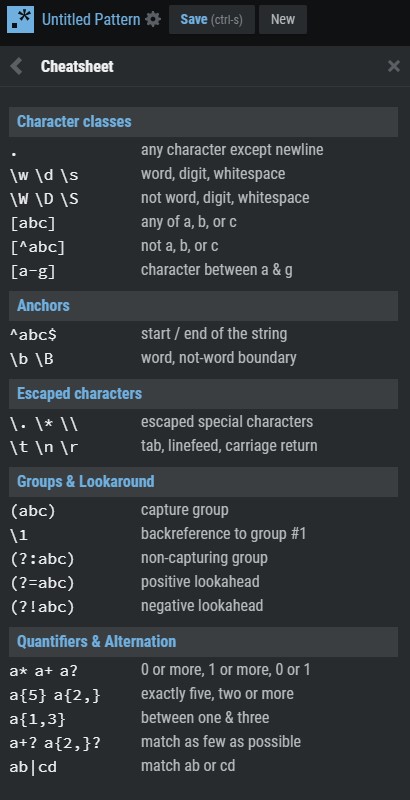 .* Untitled Pattern Save (ctrl-s) New
Cheatsheet
Character classes
. any character except newline
\w \d \s word, digit, whitespace
\W \D \S not word, digit, whitespace
[abc] any of a, b, or c
[^abc] not a, b, or c
[a-g] character between a & g
Anchors
^abc$ start / end of the string
\b \B word, not-word boundary
Escaped characters
\. \* \\ escaped special characters
\t \n \r tab, linefeed, carriage return
Groups & Lookaround
(abc) capture group
\1 backreference to group #1
(?:abc) non-capturing group
(?=abc) positive lookahead
(?!abc) negative lookahead
Quantifiers & Alternation
a* a+ a? 0 or more, 1 or more, 0 or 1
a{5} a{2,} exactly five, two or more
a{1,3} between one & three
a+? a{2,}? match as few as possible
ab|cd match ab or cd